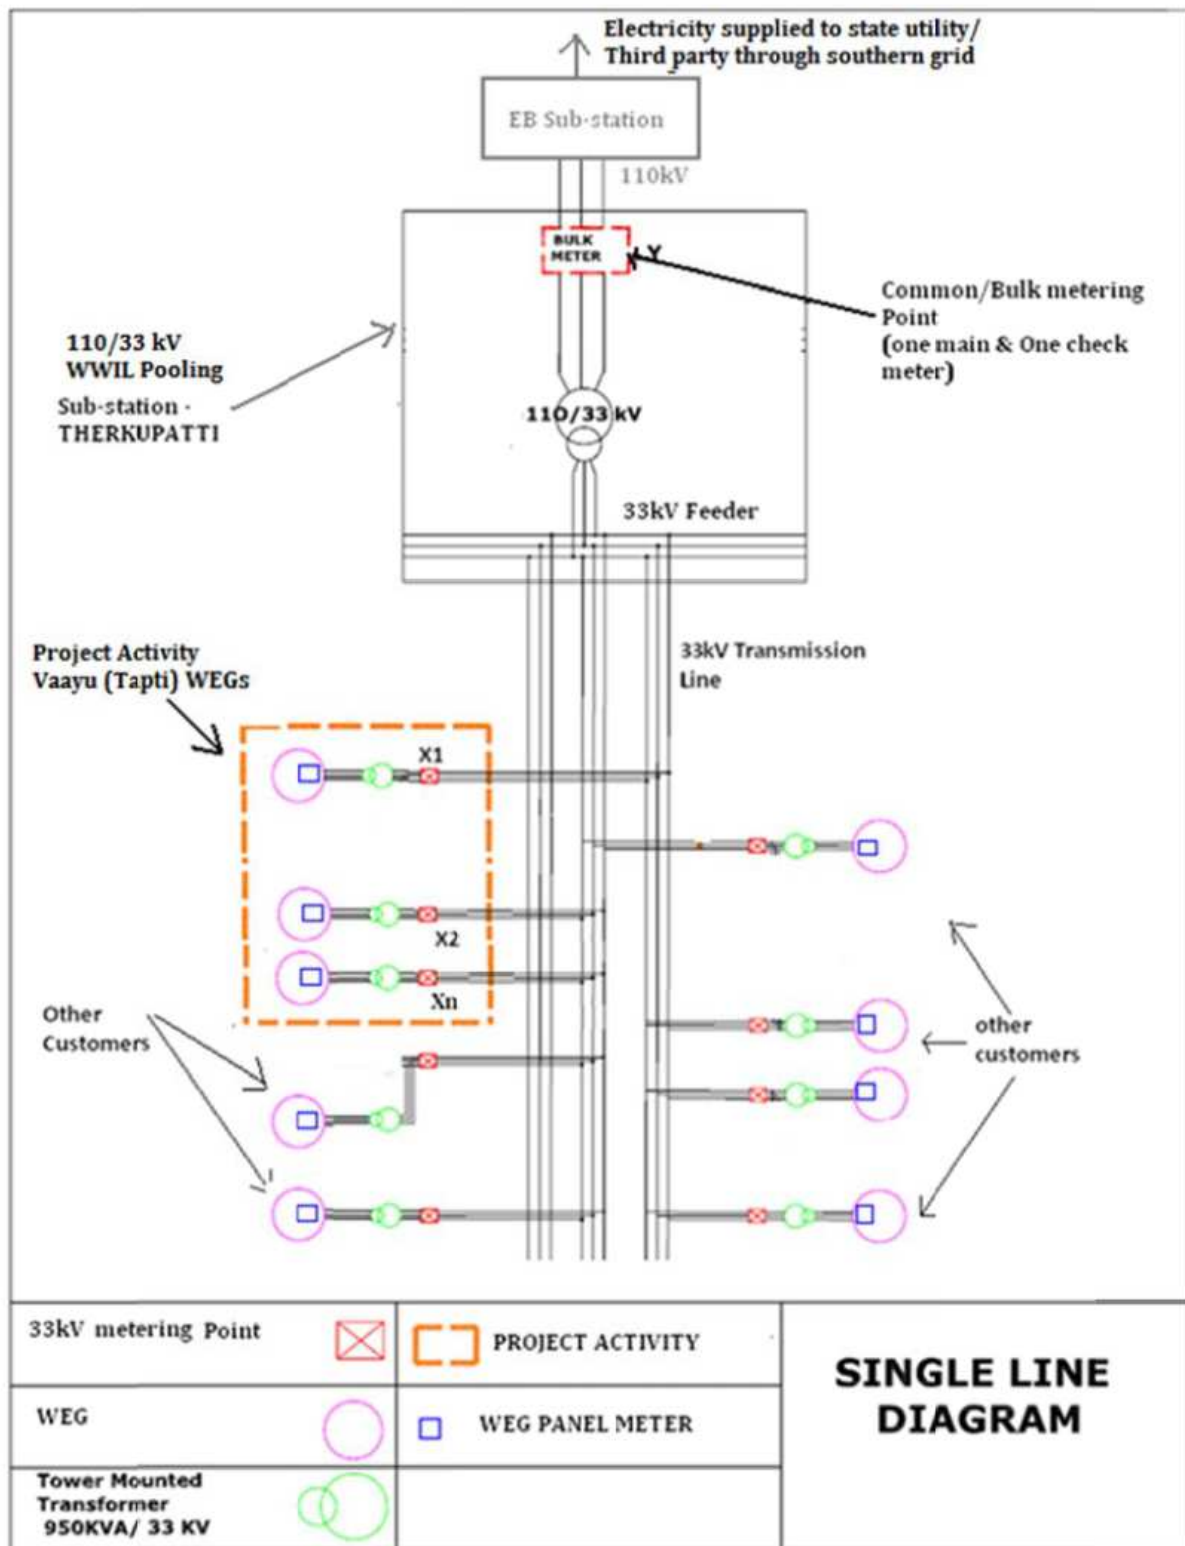 Electricity supplied to state utility/
Third party through southern grid
EB Sub-station
110kV
BULK
METER
Y
Common/Bulk metering
Point
(one main & One check
meter)
110/33 kV
WWIL Pooling
Sub-station -
THERKUPATTI
110/33 kV
33kV Feeder
33kV Transmission
Line
Project Activity
Vaayu (Tapti) WEGs
X1
X2
Xn
Other
Customers
other
customers
33kV metering Point
PROJECT ACTIVITY
WEG
WEG PANEL METER
Tower Mounted
Transformer
950KVA/ 33 KV
SINGLE LINE
DIAGRAM